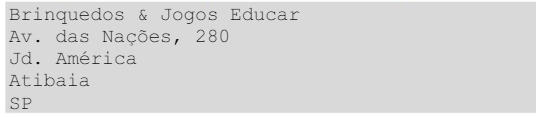 Brinquedos & Jogos Educar
Av. das Nações, 280
Jd. América
Atibaia
SP